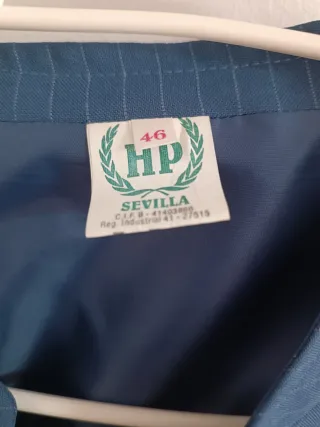 46
HP
SEVILLA
C.I.F. B - 41403866
Reg. Industrial 41 - 27515